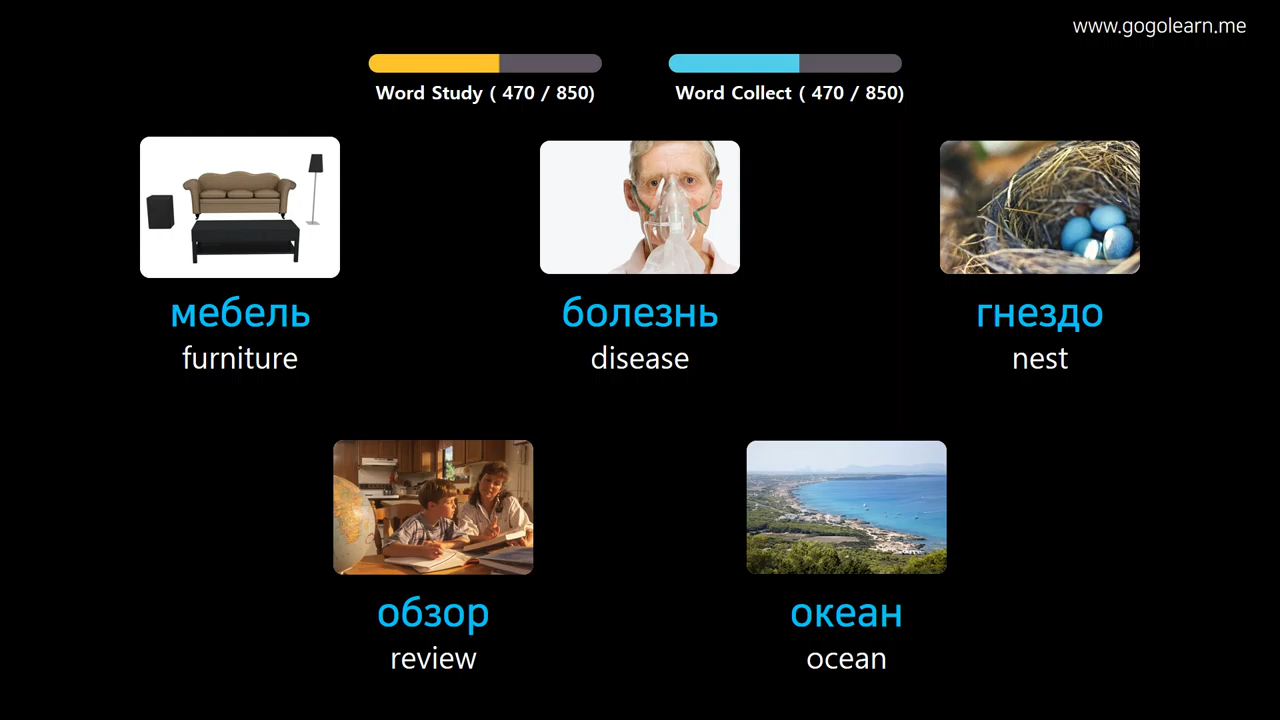 www.gogolearn.me
Word Study ( 470 / 850)
Word Collect ( 470 / 850)
мебель
furniture
болезнь
disease
гнездо
nest
обзор
review
океан
ocean